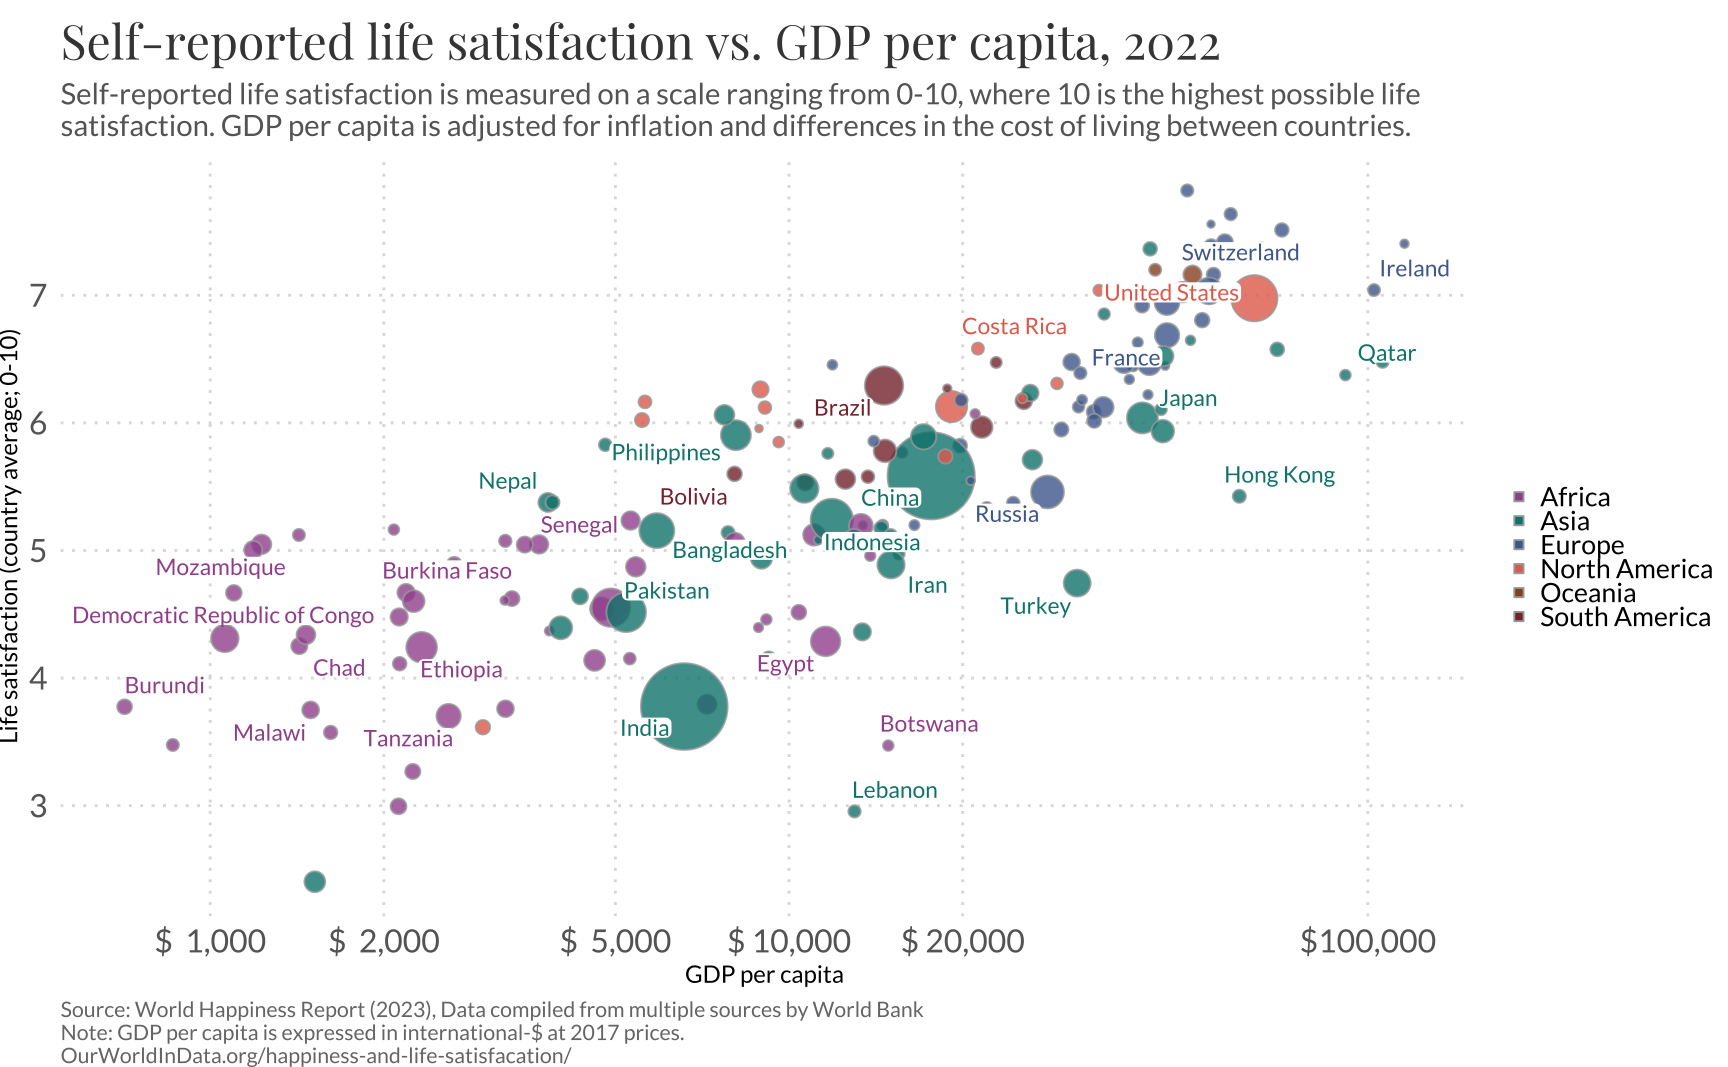 Self-reported life satisfaction vs. GDP per capita, 2022
Self-reported life satisfaction is measured on a scale ranging from 0-10, where 10 is the highest possible life
satisfaction. GDP per capita is adjusted for inflation and differences in the cost of living between countries.
Life satisfaction (country average; 0-10)
7
6
5
4
3
Switzerland
Ireland
United States
Costa Rica
France
Qatar
Brazil
Japan
Philippines
Nepal
Hong Kong
Bolivia
China
Russia
Senegal
Bangladesh
Indonesia
Mozambique
Burkina Faso
Pakistan
Iran
Turkey
Democratic Republic of Congo
Chad
Ethiopia
Egypt
Burundi
Malawi
Tanzania
India
Botswana
Lebanon
Africa
Asia
Europe
North America
Oceania
South America
$ 1,000
$ 2,000
$ 5,000
$ 10,000
$ 20,000
$100,000
GDP per capita
Source: World Happiness Report (2023), Data compiled from multiple sources by World Bank
Note: GDP per capita is expressed in international-$ at 2017 prices.
OurWorldInData.org/happiness-and-life-satisfacation/